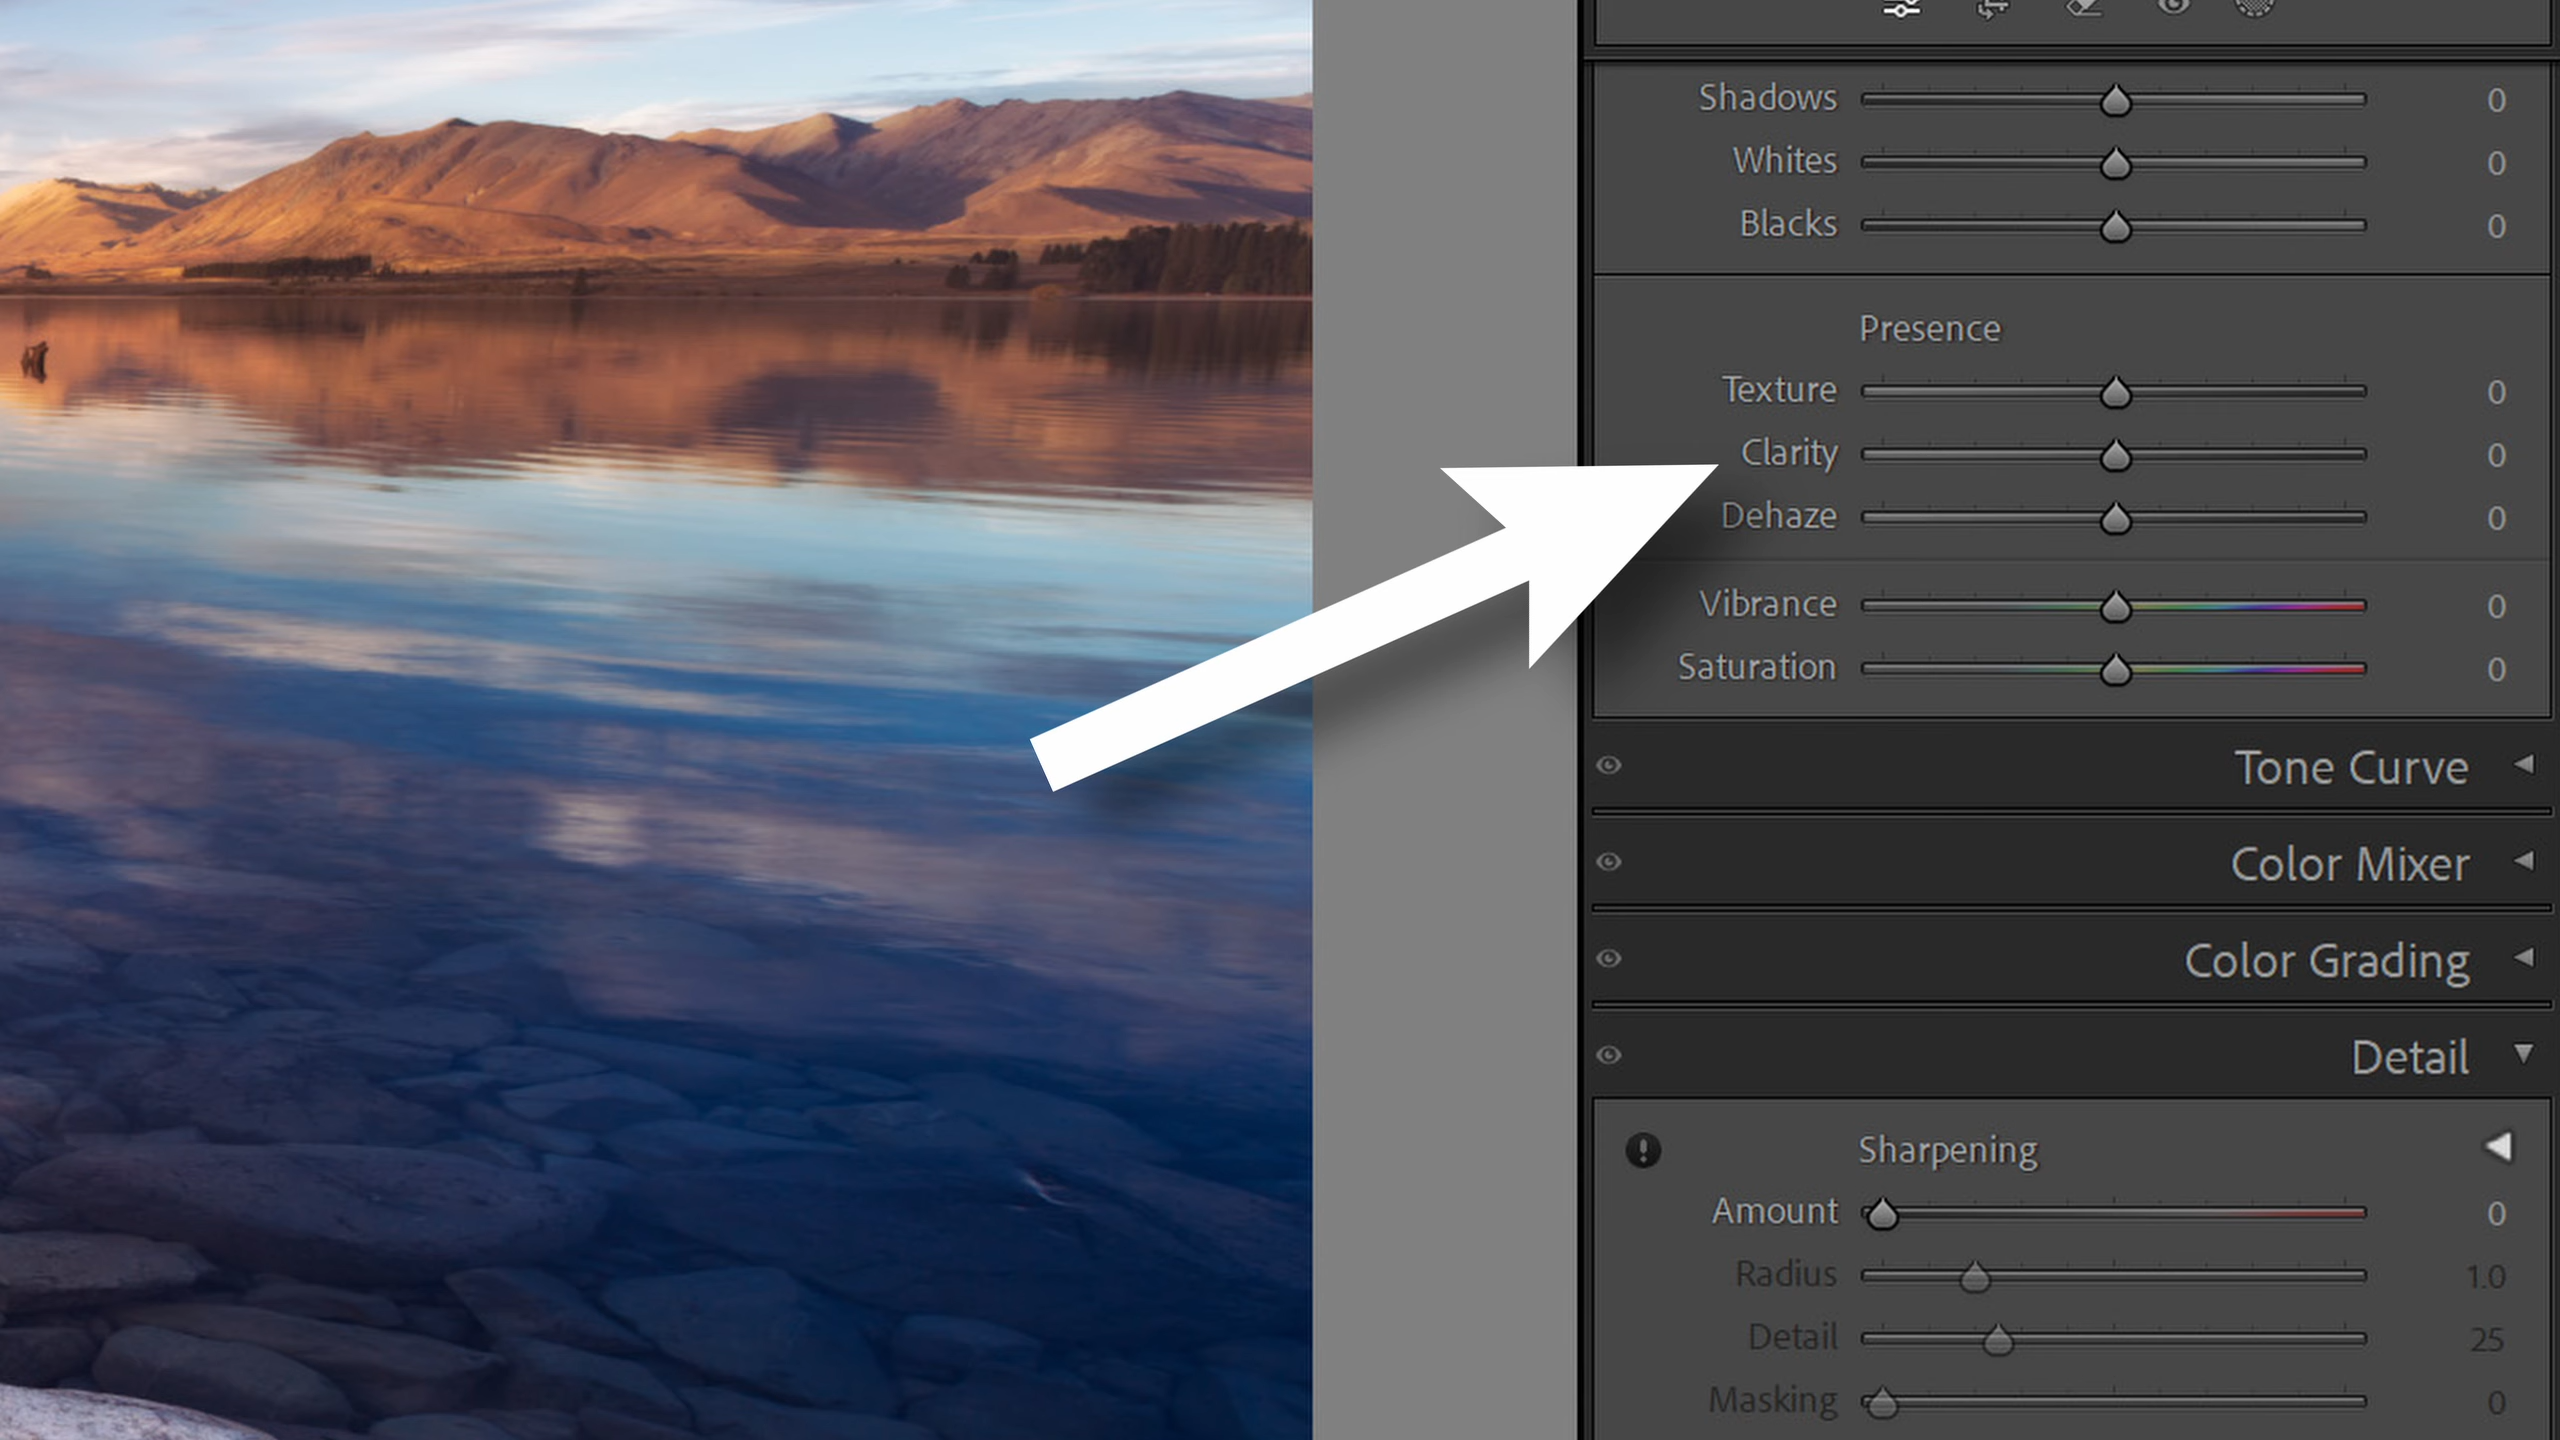 Shadows 0
Whites 0
Blacks 0
Presence
Texture 0
Clarity 0
Dehaze 0
Vibrance 0
Saturation 0
Tone Curve
Color Mixer
Color Grading
Detail
Sharpening
Amount 0
Radius 1.0
Detail 25
Masking 0